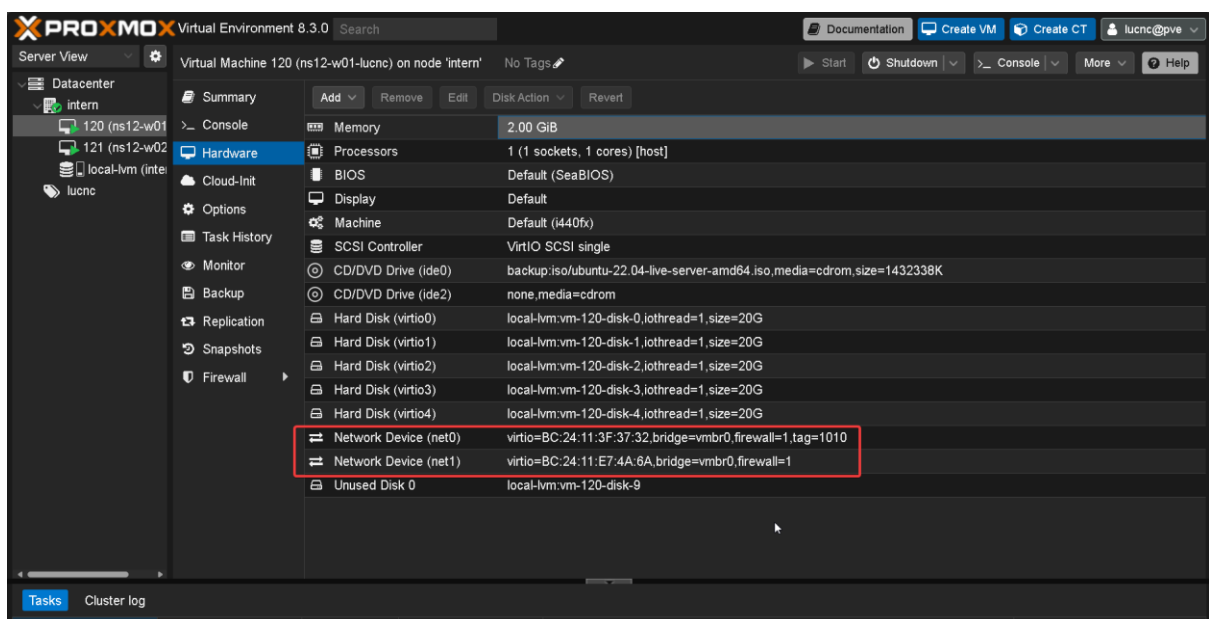 PROXMOX Virtual Environment 8.3.0 Search Documentation Create VM Create CT lucnc@pve
Server View Virtual Machine 120 (ns12-w01-lucnc) on node 'intern' No Tags Start Shutdown Console More Help
Datacenter
intern
120 (ns12-w01
121 (ns12-w02
local-lvm (inte
lucnc
Summary
Console
Hardware
Cloud-Init
Options
Task History
Monitor
Backup
Replication
Snapshots
Firewall
Add Remove Edit Disk Action Revert
Memory 2.00 GiB
Processors 1 (1 sockets, 1 cores) [host]
BIOS Default (SeaBIOS)
Display Default
Machine Default (i440fx)
SCSI Controller VirtIO SCSI single
CD/DVD Drive (ide0) backup:iso/ubuntu-22.04-live-server-amd64.iso,media=cdrom,size=1432338K
CD/DVD Drive (ide2) none,media=cdrom
Hard Disk (virtio0) local-lvm:vm-120-disk-0,iothread=1,size=20G
Hard Disk (virtio1) local-lvm:vm-120-disk-1,iothread=1,size=20G
Hard Disk (virtio2) local-lvm:vm-120-disk-2,iothread=1,size=20G
Hard Disk (virtio3) local-lvm:vm-120-disk-3,iothread=1,size=20G
Hard Disk (virtio4) local-lvm:vm-120-disk-4,iothread=1,size=20G
Network Device (net0) virtio=BC:24:11:3F:37:32,bridge=vmbr0,firewall=1,tag=1010
Network Device (net1) virtio=BC:24:11:E7:4A:6A,bridge=vmbr0,firewall=1
Unused Disk 0 local-lvm:vm-120-disk-9
Tasks Cluster log